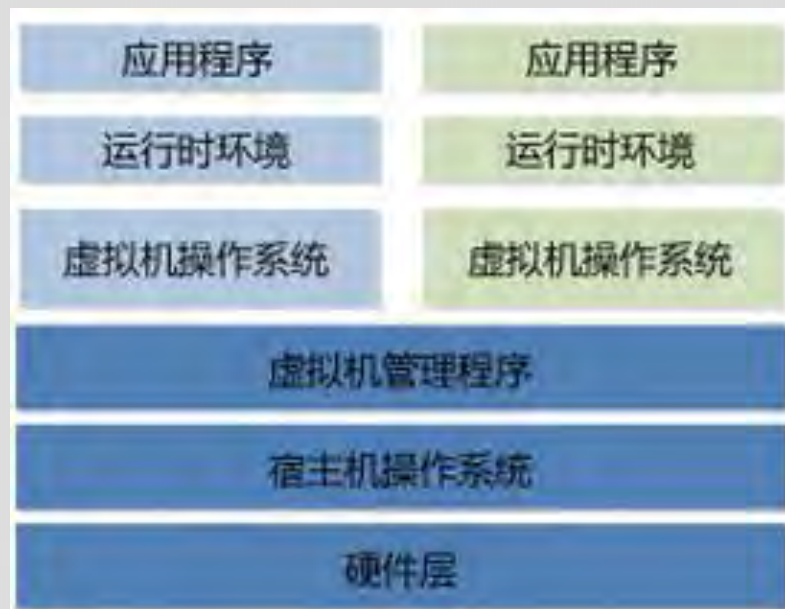 应用程序 应用程序
运行时环境 运行时环境
虚拟机操作系统 虚拟机操作系统
虚拟机管理程序
宿主机操作系统
硬件层